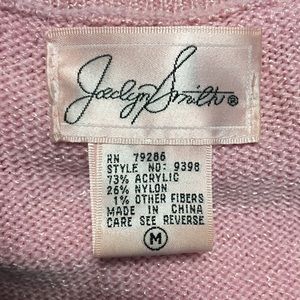 Jaclyn Smith®
RN 79286
STYLE NO: 9398
73% ACRYLIC
26% NYLON
1% OTHER FIBERS
MADE IN CHINA
CARE SEE REVERSE
M